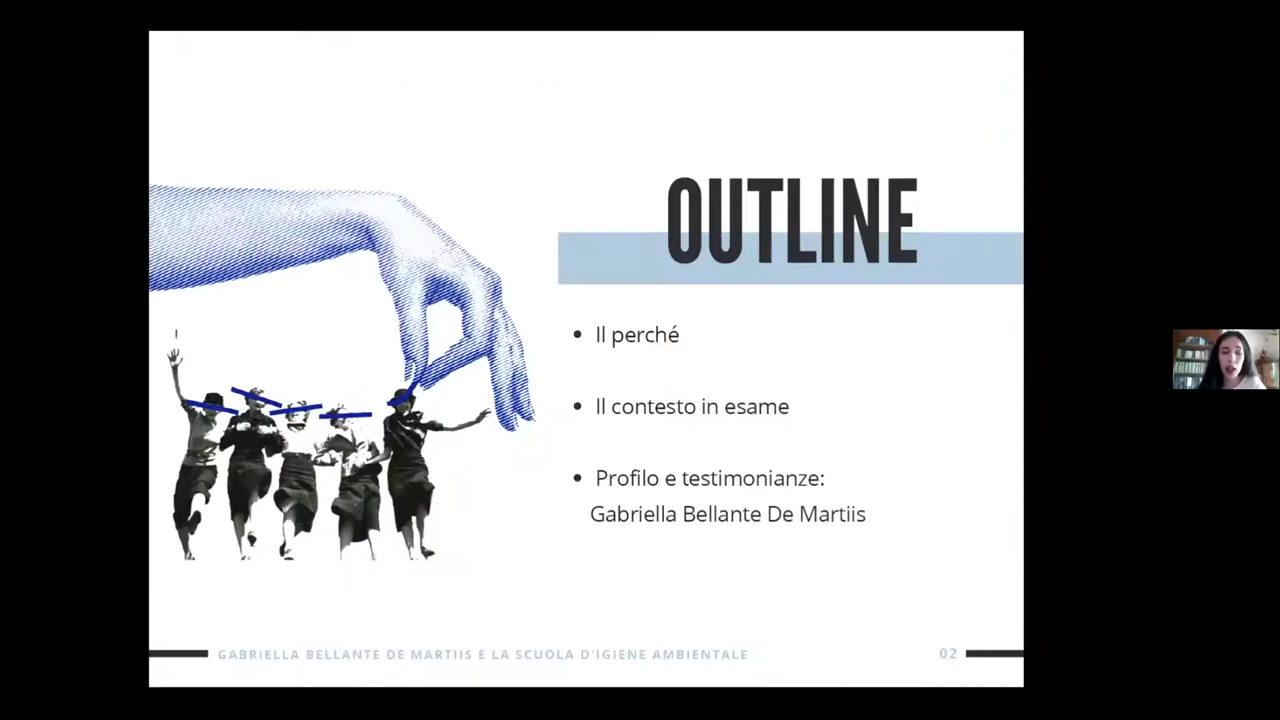 OUTLINE
• Il perché
• Il contesto in esame
• Profilo e testimonianze:
Gabriella Bellante De Martiis
GABRIELLA BELLANTE DE MARTIIS E LA SCUOLA D'IGIENE AMBIENTALE
02